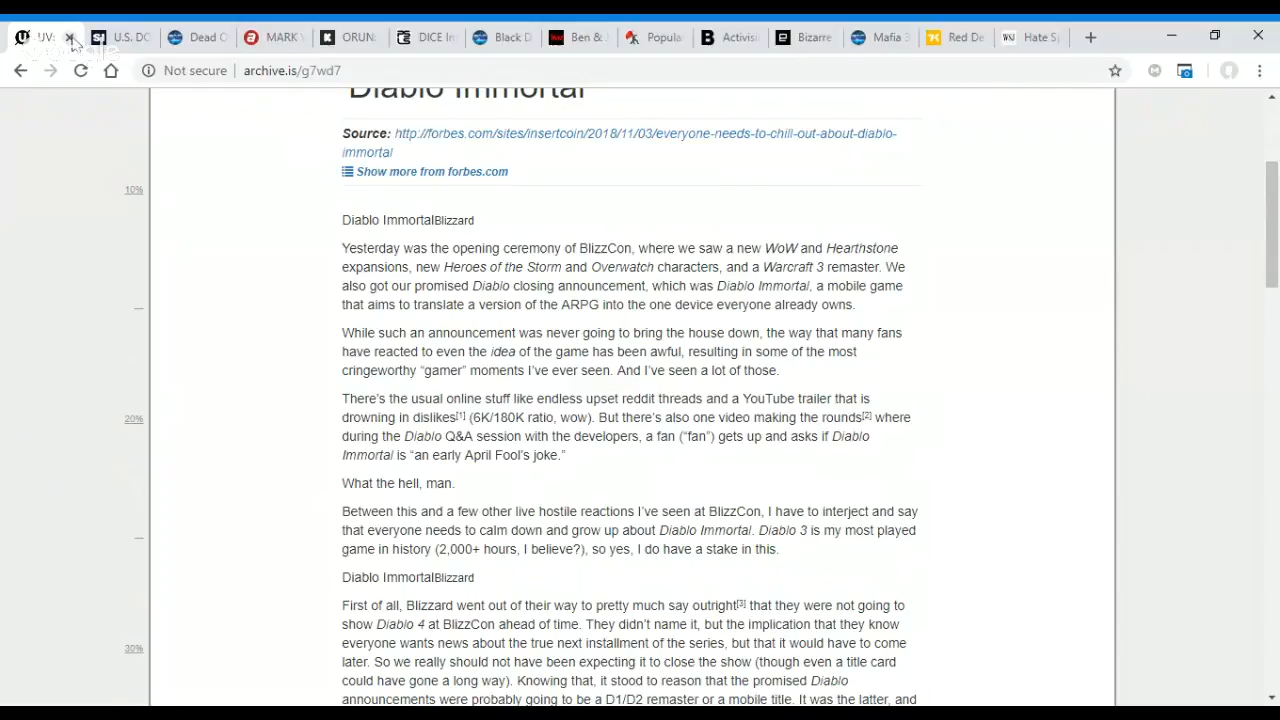 UV
U.S. DO
Dead O
MARK
ORUN
DICE In
Black D
Ben &
Popula
Activis
Bizarre
Mafia 3
Red De
Hate Sp
Not secure
archive.is/g7wd7
Diablo Immortal
Source: http://forbes.com/sites/insertcoin/2018/11/03/everyone-needs-to-chill-out-about-diablo-
immortal
Show more from forbes.com
10%
Diablo ImmortalBlizzard
Yesterday was the opening ceremony of BlizzCon, where we saw a new WoW and Hearthstone
expansions, new Heroes of the Storm and Overwatch characters, and a Warcraft 3 remaster. We
also got our promised Diablo closing announcement, which was Diablo Immortal, a mobile game
that aims to translate a version of the ARPG into the one device everyone already owns.
While such an announcement was never going to bring the house down, the way that many fans
have reacted to even the idea of the game has been awful, resulting in some of the most
cringeworthy “gamer” moments I’ve ever seen. And I’ve seen a lot of those.
There’s the usual online stuff like endless upset reddit threads and a YouTube trailer that is
drowning in dislikes[1] (6K/180K ratio, wow). But there’s also one video making the rounds[2] where
20%
during the Diablo Q&A session with the developers, a fan (“fan”) gets up and asks if Diablo
Immortal is “an early April Fool’s joke.”
What the hell, man.
Between this and a few other live hostile reactions I’ve seen at BlizzCon, I have to interject and say
that everyone needs to calm down and grow up about Diablo Immortal. Diablo 3 is my most played
game in history (2,000+ hours, I believe?), so yes, I do have a stake in this.
Diablo ImmortalBlizzard
First of all, Blizzard went out of their way to pretty much say outright[3] that they were not going to
show Diablo 4 at BlizzCon ahead of time. They didn’t name it, but the implication that they know
everyone wants news about the true next installment of the series, but that it would have to come
30%
later. So we really should not have been expecting it to close the show (though even a title card
could have gone a long way). Knowing that, it stood to reason that the promised Diablo
announcements were probably going to be a D1/D2 remaster or a mobile title. It was the latter, and